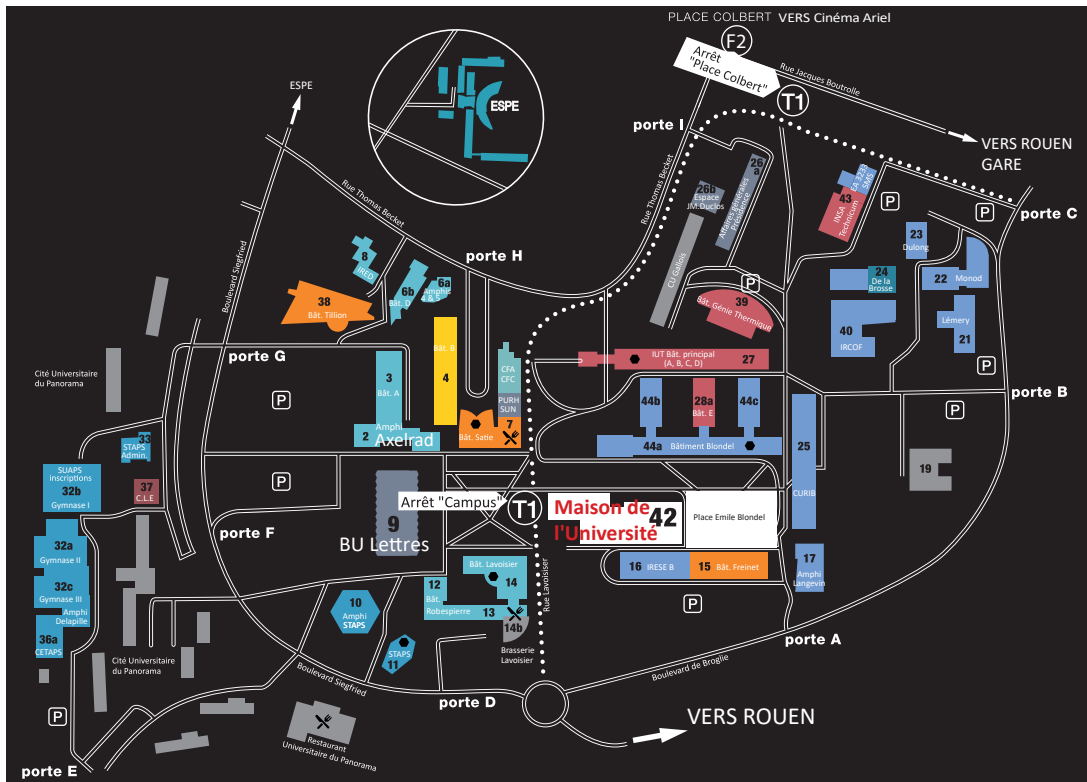 PLACE COLBERT VERS Cinéma Ariel
F2
Arrêt
"Place Colbert"
Rue Jacques Boutrolle
T1
VERS ROUEN
GARE
ESPE
ESPE
porte I
Rue Thomas Becket
Rue Thomas Becket
26 a
Affaires générales
Présidence
26b
Espace
JM.Duclos
CU Gallois
EA 3233
SMS
43
INSA
Technicum
P
P
porte C
23
Dulong
24
De la
Brosse
22
Monod
Lémery
21
40
IRCOF
P
porte B
P
Boulevard Siegfried
8
IRED
porte H
6b
Bât. D
6a
Amphis
4 & 5
38
Bât. Tillion
P
39
Bât. Génie Thermique
IUT Bât. principal
(A, B, C, D)
27
porte G
Cité Universitaire
du Panorama
P
3
Bât. A
Bât. B
4
CFA
CFC
PURH
SUN
7
Bât. Satie
2
Amphi
Axelrad
44b
28a
Bât. E
44c
44a
Bâtiment Blondel
25
CURIB
19
33
STAPS
Admin.
SUAPS
inscriptions
32b
Gymnase I
37
C.L.E
P
9
BU Lettres
Arrêt "Campus"
T1
Maison de
l'Université
42
Place Emile Blondel
porte F
32a
Gymnase II
32c
Gymnase III
Amphi
Delapille
36a
CETAPS
Bât. Lavoisier
14
12
Bât.
Robespierre
13
14b
Brasserie
Lavoisier
Rue Lavoisiser
16
IRESE B
15
Bât. Freinet
17
Amphi
Langevin
P
porte A
10
Amphi
STAPS
STAPS
11
Cité Universitaire
du Panorama
Boulevard Siegfried
Boulevard de Broglie
porte D
VERS ROUEN
P
Restaurant
Universitaire du Panorama
porte E